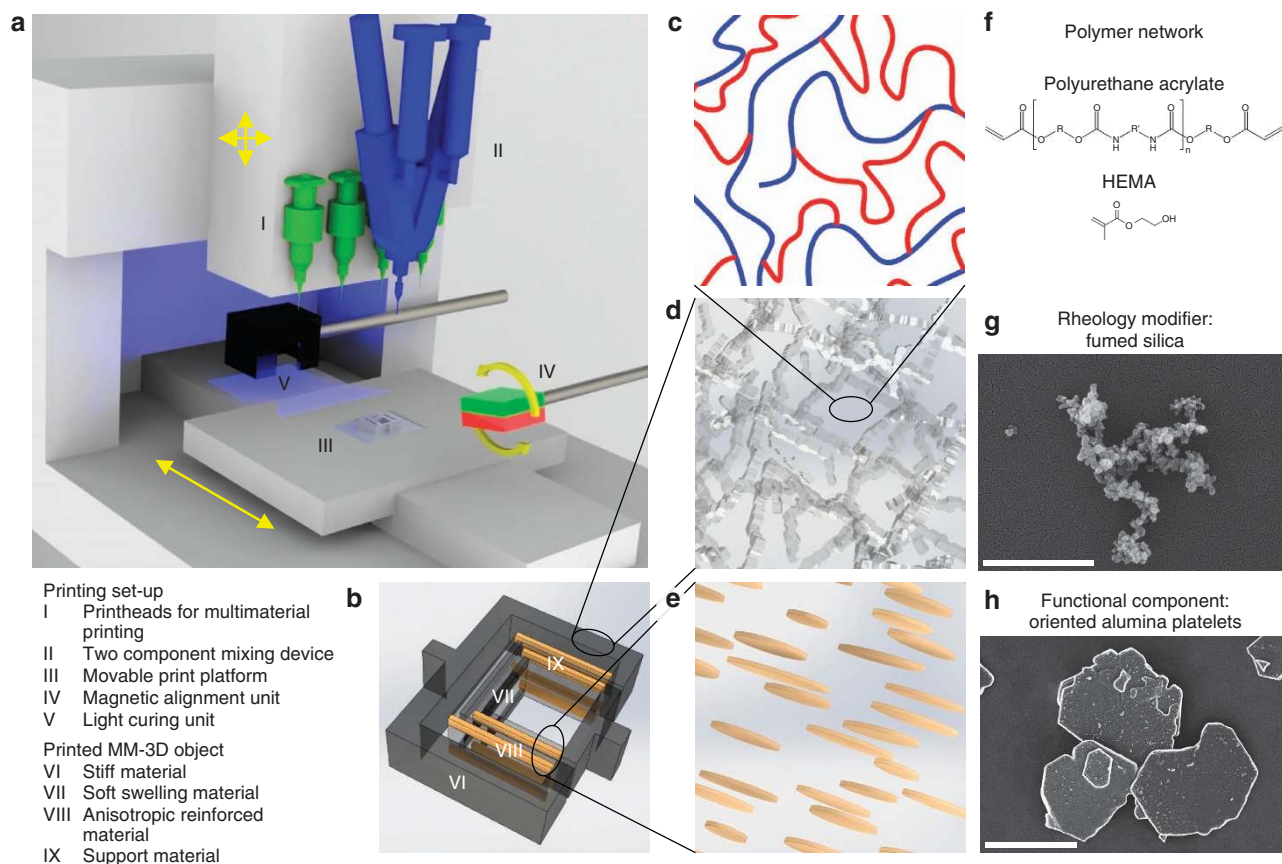 a
I
II
IV
V
III
Printing set-up
I Printheads for multimaterial
printing
II Two component mixing device
III Movable print platform
IV Magnetic alignment unit
V Light curing unit
Printed MM-3D object
VI Stiff material
VII Soft swelling material
VIII Anisotropic reinforced
material
IX Support material
b
IX
VII
VIII
VI
c
d
e
f
Polymer network
Polyurethane acrylate
O O O O
O R O N H R' N H O R O
n
HEMA
O
O OH
g
Rheology modifier:
fumed silica
h
Functional component:
oriented alumina platelets